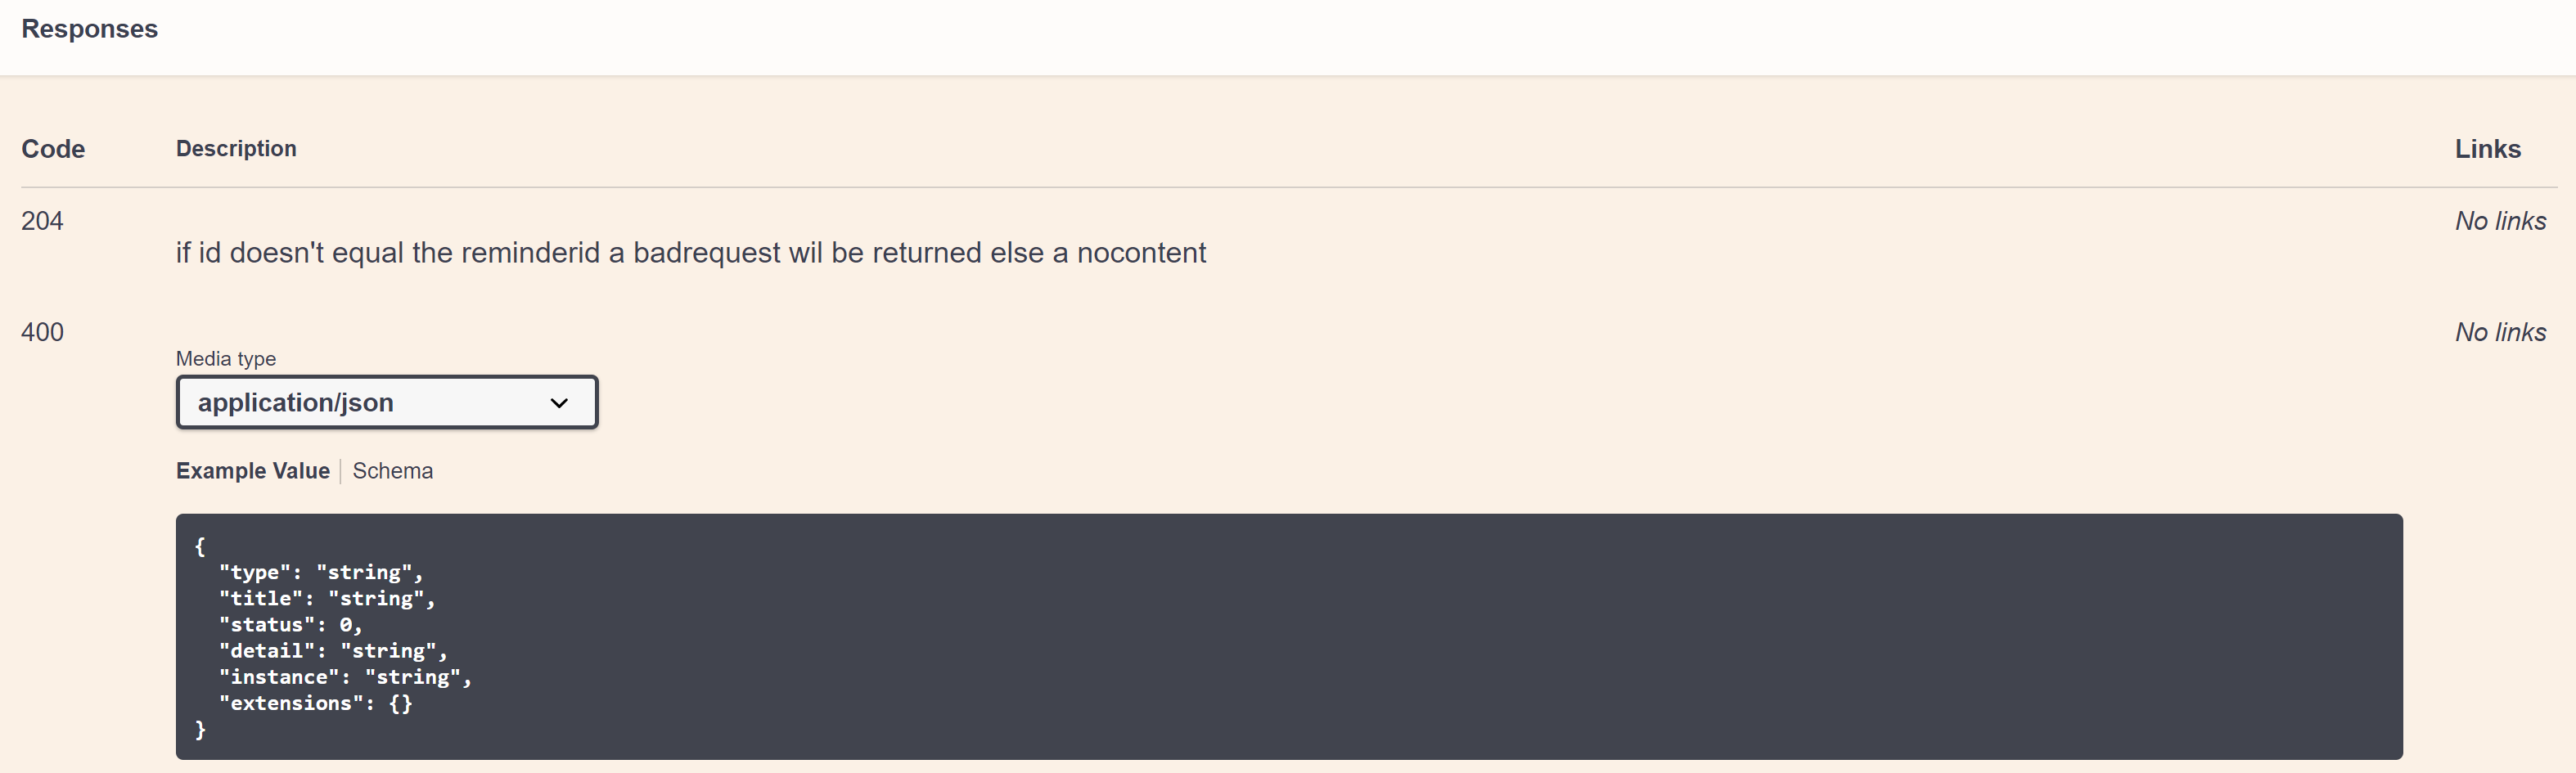 Responses
Code Description Links
204 No links
if id doesn't equal the reminderid a badrequest wil be returned else a nocontent
400 No links
Media type
application/json
Example Value Schema
{
  "type": "string",
  "title": "string",
  "status": 0,
  "detail": "string",
  "instance": "string",
  "extensions": {}
}